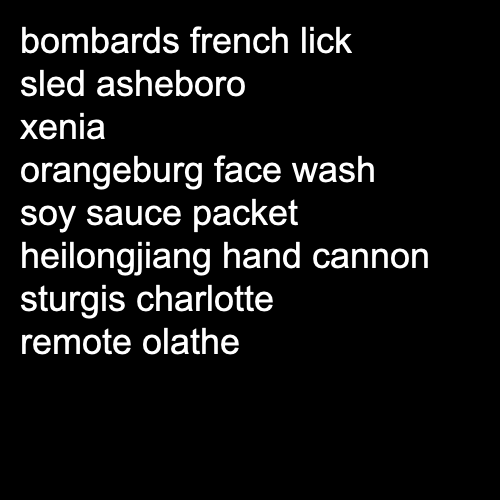 bombards french lick
sled asheboro
xenia
orangeburg face wash
soy sauce packet
heilongjiang hand cannon
sturgis charlotte
remote olathe